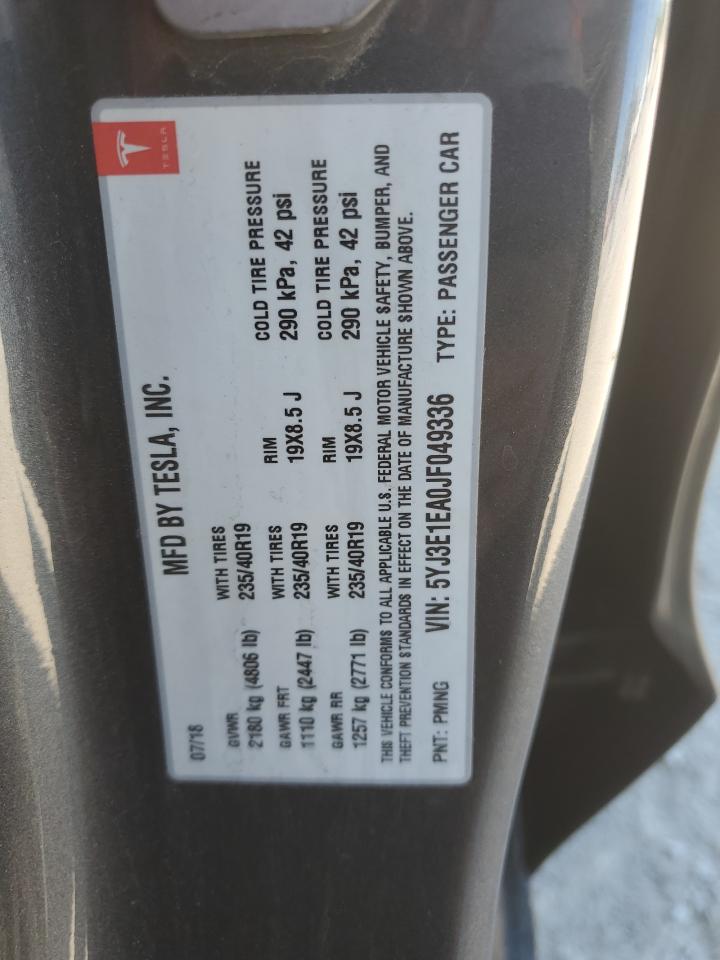 TESLA
MFD BY TESLA, INC.
07/18
GVWR WITH TIRES
2180 kg (4806 lb) 235/40R19
GAWR FRT WITH TIRES RIM COLD TIRE PRESSURE
1110 kg (2447 lb) 235/40R19 19X8.5 J 290 kPa, 42 psi
GAWR RR WITH TIRES RIM COLD TIRE PRESSURE
1257 kg (2771 lb) 235/40R19 19X8.5 J 290 kPa, 42 psi
THIS VEHICLE CONFORMS TO ALL APPLICABLE U.S. FEDERAL MOTOR VEHICLE SAFETY, BUMPER, AND
THEFT PREVENTION STANDARDS IN EFFECT ON THE DATE OF MANUFACTURE SHOWN ABOVE.
PNT: PMNG VIN: 5YJ3E1EA0JF049336 TYPE: PASSENGER CAR